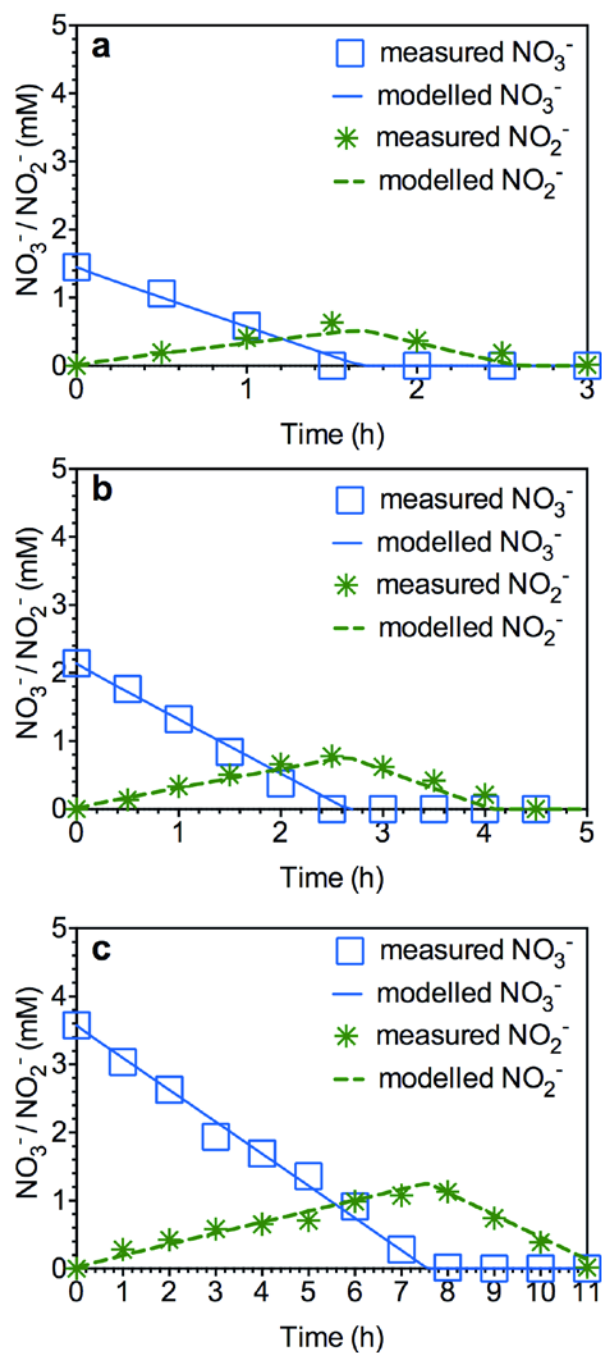 a
5
4
3
2
1
0
NO₃⁻ / NO₂⁻ (mM)
measured NO₃⁻
modelled NO₃⁻
measured NO₂⁻
modelled NO₂⁻
0 1 2 3
Time (h)
b
5
4
3
2
1
0
NO₃⁻ / NO₂⁻ (mM)
measured NO₃⁻
modelled NO₃⁻
measured NO₂⁻
modelled NO₂⁻
0 1 2 3 4 5
Time (h)
c
5
4
3
2
1
0
NO₃⁻ / NO₂⁻ (mM)
measured NO₃⁻
modelled NO₃⁻
measured NO₂⁻
modelled NO₂⁻
0 1 2 3 4 5 6 7 8 9 10 11
Time (h)